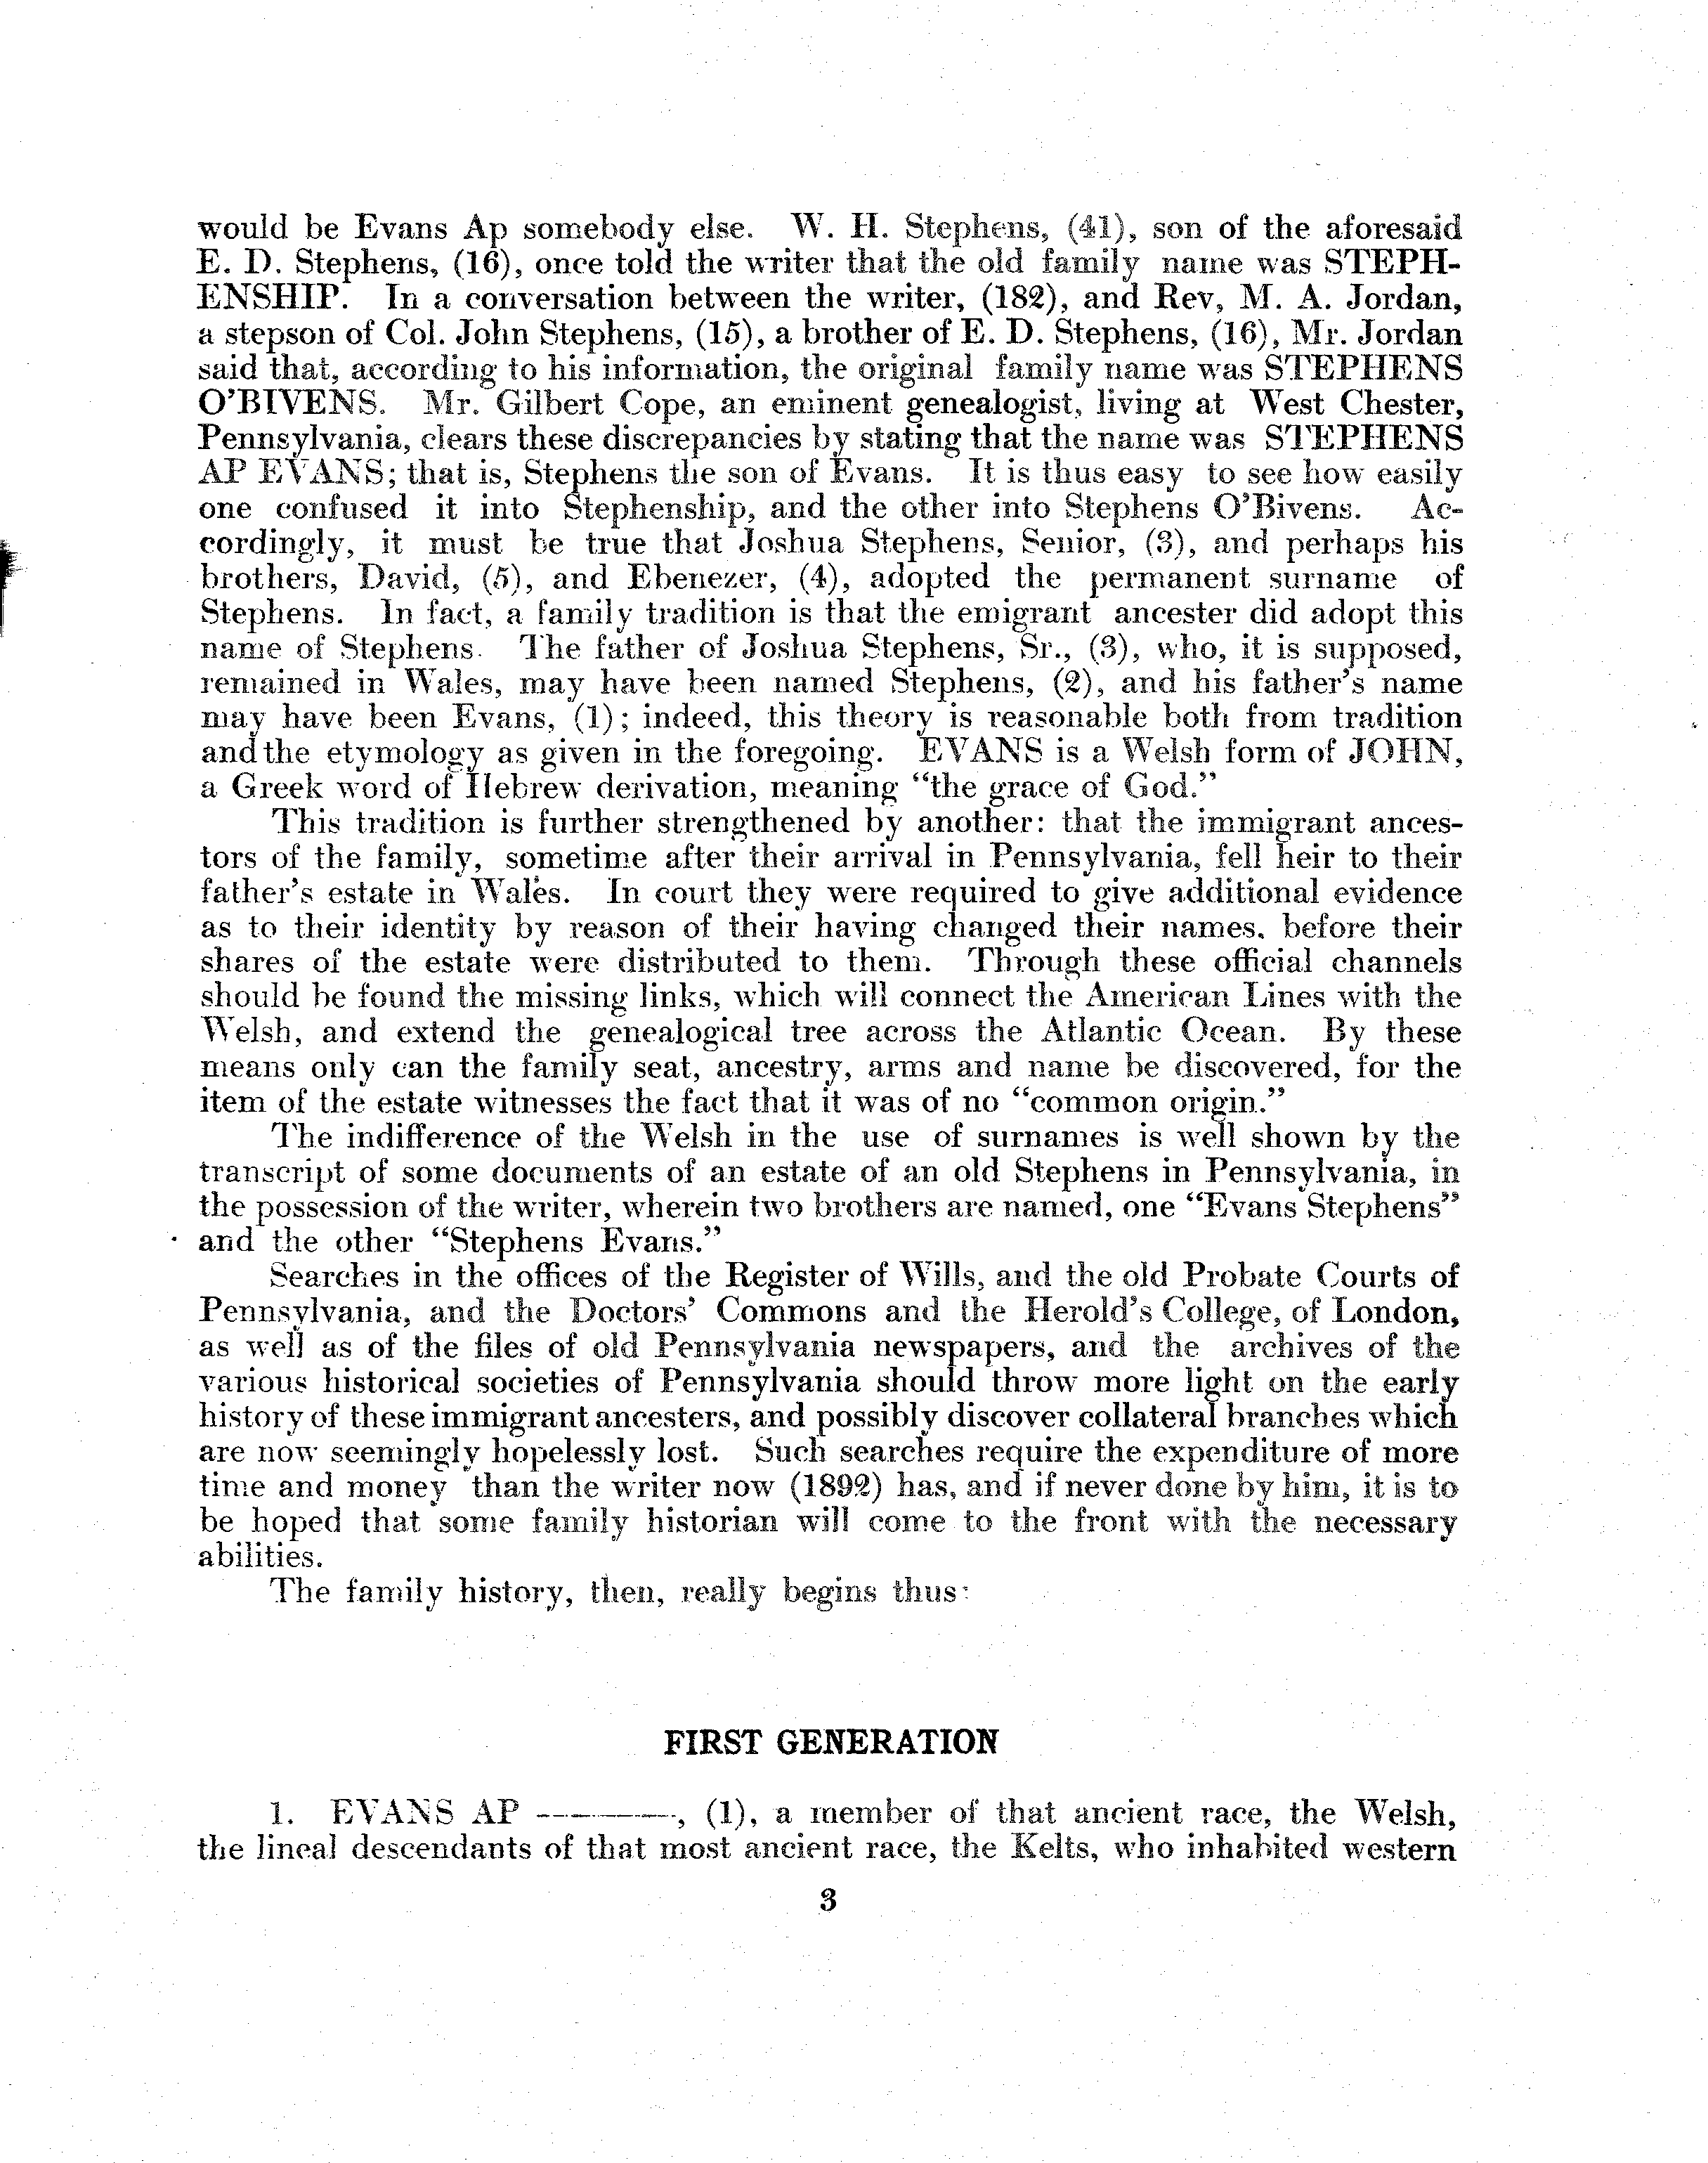 would be Evans Ap somebody else. W. H. Stephens, (41), son of the aforesaid
E. D. Stephens, (16), once told the writer that the old family name was STEPH-
ENSHIP. In a conversation between the writer, (182), and Rev, M. A. Jordan,
a stepson of Col. John Stephens, (15), a brother of E. D. Stephens, (16), Mr. Jordan
said that, according to his information, the original family name was STEPHENS
O'BIVENS. Mr. Gilbert Cope, an eminent genealogist, living at West Chester,
Pennsylvania, clears these discrepancies by stating that the name was STEPHENS
AP EVANS; that is, Stephens the son of Evans. It is thus easy to see how easily
one confused it into Stephenship, and the other into Stephens O'Bivens. Ac-
cordingly, it must be true that Joshua Stephens, Senior, (3), and perhaps his
brothers, David, (5), and Ebenezer, (4), adopted the permanent surname of
Stephens. In fact, a family tradition is that the emigrant ancester did adopt this
name of Stephens. The father of Joshua Stephens, Sr., (3), who, it is supposed,
remained in Wales, may have been named Stephens, (2), and his father's name
may have been Evans, (1); indeed, this theory is reasonable both from tradition
and the etymology as given in the foregoing. EVANS is a Welsh form of JOHN,
a Greek word of Hebrew derivation, meaning "the grace of God."
This tradition is further strengthened by another: that the immigrant ances-
tors of the family, sometime after their arrival in Pennsylvania, fell heir to their
father's estate in Wales. In court they were required to give additional evidence
as to their identity by reason of their having changed their names. before their
shares of the estate were distributed to them. Through these official channels
should be found the missing links, which will connect the American Lines with the
Welsh, and extend the genealogical tree across the Atlantic Ocean. By these
means only can the family seat, ancestry, arms and name be discovered, for the
item of the estate witnesses the fact that it was of no "common origin."
The indifference of the Welsh in the use of surnames is well shown by the
transcript of some documents of an estate of an old Stephens in Pennsylvania, in
the possession of the writer, wherein two brothers are named, one "Evans Stephens"
and the other "Stephens Evans."
Searches in the offices of the Register of Wills, and the old Probate Courts of
Pennsylvania, and the Doctors' Commons and the Herold's College, of London,
as well as of the files of old Pennsylvania newspapers, and the archives of the
various historical societies of Pennsylvania should throw more light on the early
history of these immigrant ancesters, and possibly discover collateral branches which
are now seemingly hopelessly lost. Such searches require the expenditure of more
time and money than the writer now (1892) has, and if never done by him, it is to
be hoped that some family historian will come to the front with the necessary
abilities.
The family history, then, really begins thus:
FIRST GENERATION
1. EVANS AP --------, (1), a member of that ancient race, the Welsh,
the lineal descendants of that most ancient race, the Kelts, who inhabited western
3